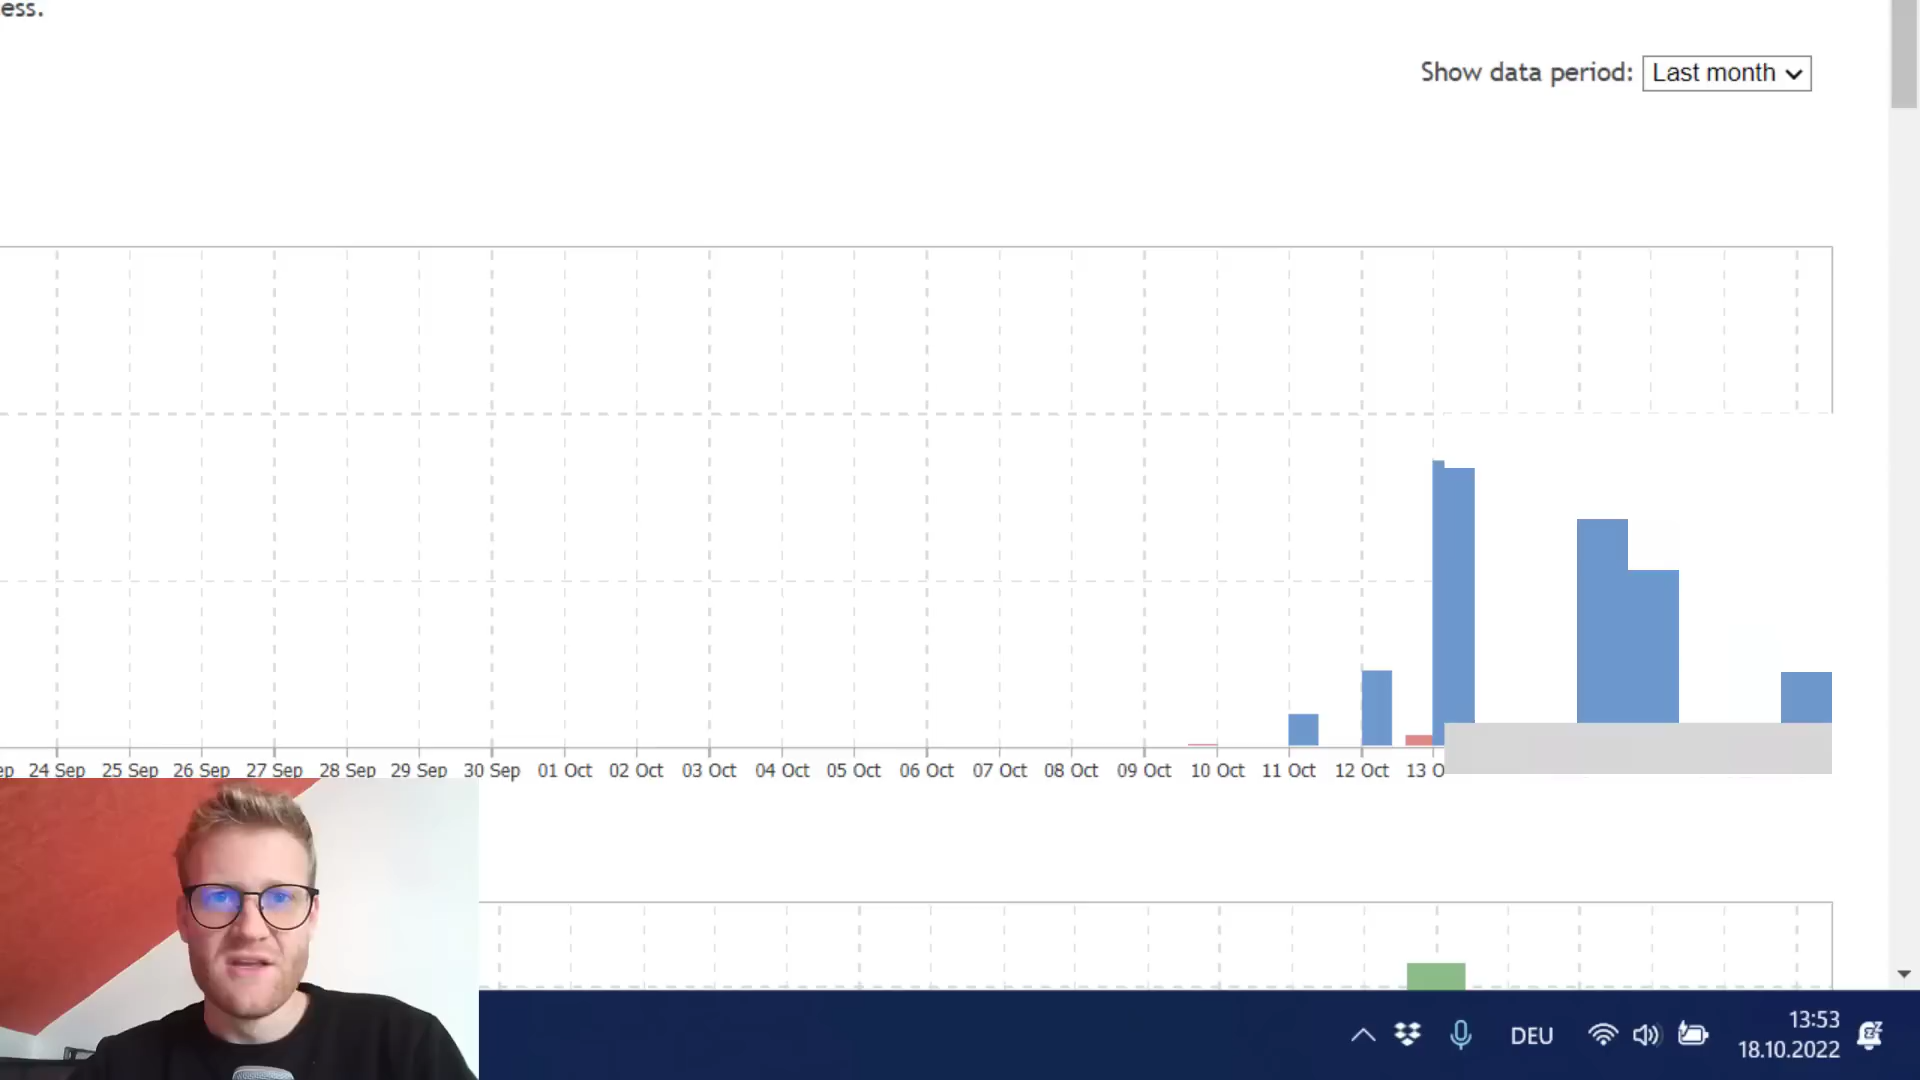 ess.
Show data period: Last month
24 Sep 25 Sep 26 Sep 27 Sep 28 Sep 29 Sep 30 Sep 01 Oct 02 Oct 03 Oct 04 Oct 05 Oct 06 Oct 07 Oct 08 Oct 09 Oct 10 Oct 11 Oct 12 Oct 13 O
DEU
13:53
18.10.2022